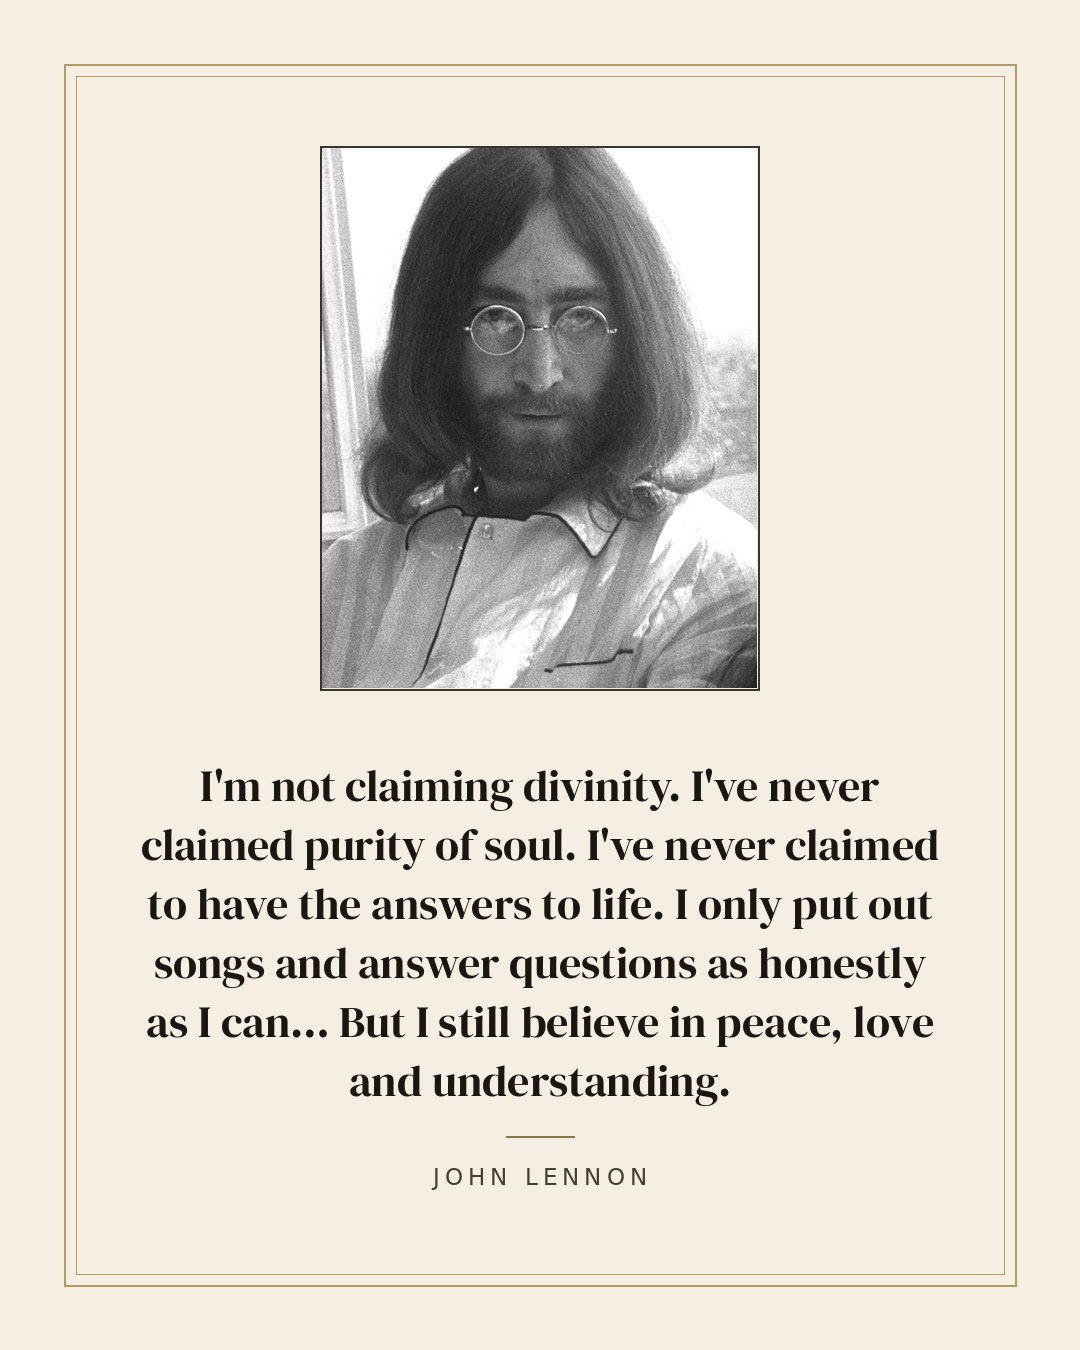 I'm not claiming divinity. I've never
claimed purity of soul. I've never claimed
to have the answers to life. I only put out
songs and answer questions as honestly
as I can... But I still believe in peace, love
and understanding.
JOHN LENNON